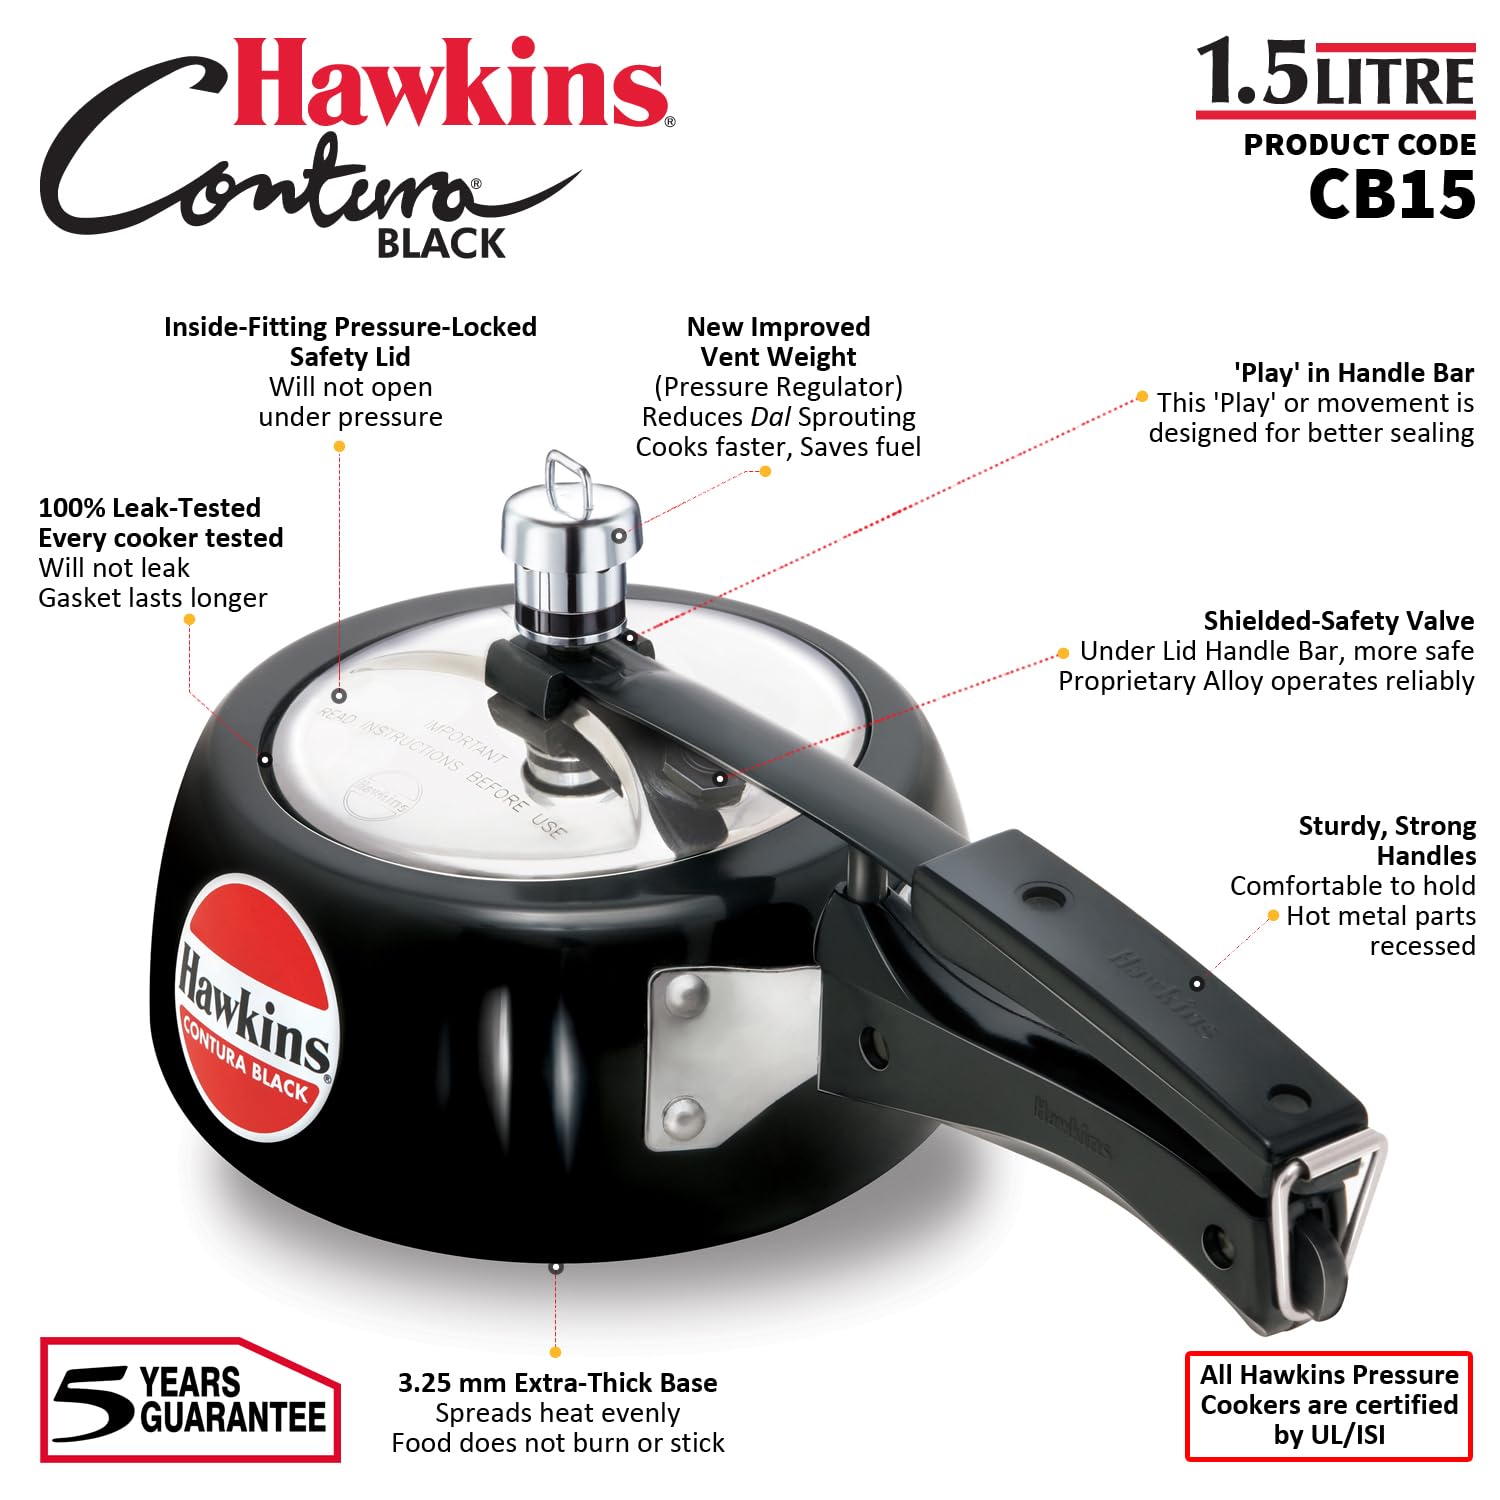 Hawkins®
Contura®
BLACK
1.5 LITRE
PRODUCT CODE
CB15
Inside-Fitting Pressure-Locked
Safety Lid
Will not open
under pressure
New Improved
Vent Weight
(Pressure Regulator)
Reduces Dal Sprouting
Cooks faster, Saves fuel
'Play' in Handle Bar
This 'Play' or movement is
designed for better sealing
100% Leak-Tested
Every cooker tested
Will not leak
Gasket lasts longer
Shielded-Safety Valve
Under Lid Handle Bar, more safe
Proprietary Alloy operates reliably
IMPORTANT
READ INSTRUCTIONS BEFORE USE
Hawkins
Sturdy, Strong
Handles
Comfortable to hold
Hot metal parts
recessed
Hawkins®
CONTURA BLACK
Hawkins
Hawkins
5 YEARS
GUARANTEE
3.25 mm Extra-Thick Base
Spreads heat evenly
Food does not burn or stick
All Hawkins Pressure
Cookers are certified
by UL/ISI